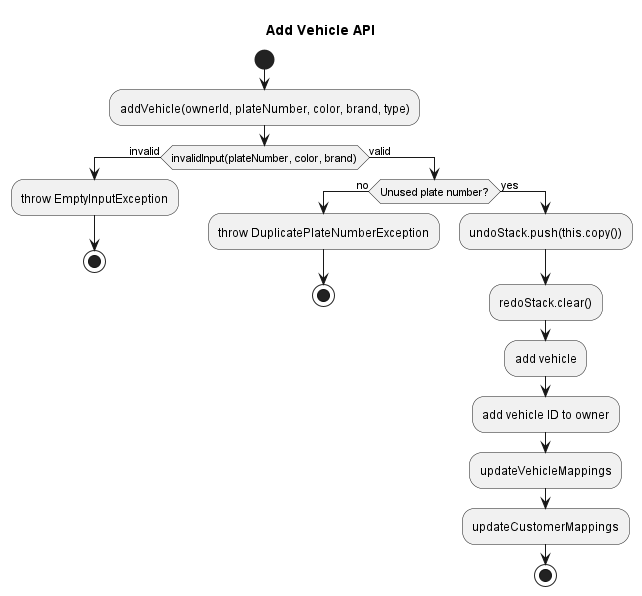 Add Vehicle API
addVehicle(ownerId, plateNumber, color, brand, type)
invalid
invalidInput(plateNumber, color, brand)
valid
throw EmptyInputException
no
Unused plate number?
yes
throw DuplicatePlateNumberException
undoStack.push(this.copy())
redoStack.clear()
add vehicle
add vehicle ID to owner
updateVehicleMappings
updateCustomerMappings